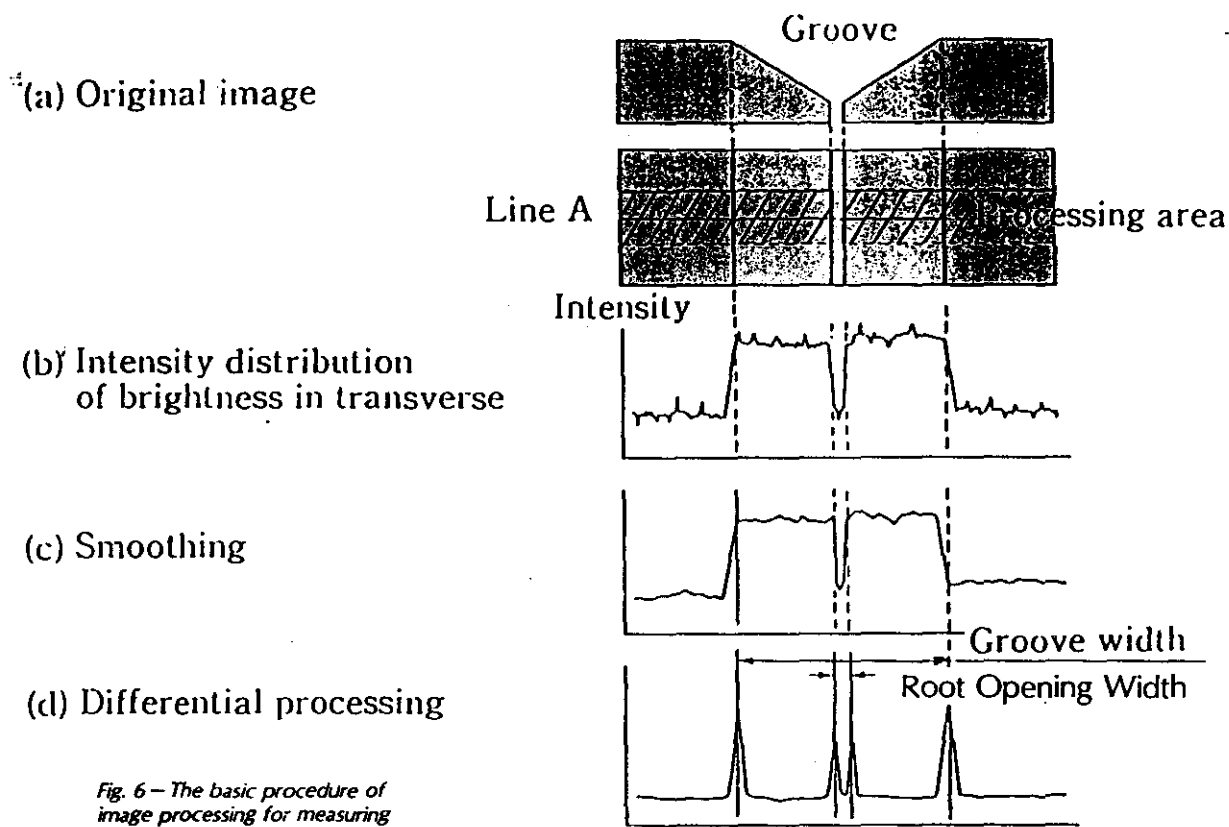 Groove
(a) Original image
Line A
Processing area
Intensity
(b) Intensity distribution
of brightness in transverse
(c) Smoothing
Groove width
Root Opening Width
(d) Differential processing
Fig. 6 – The basic procedure of
image processing for measuring